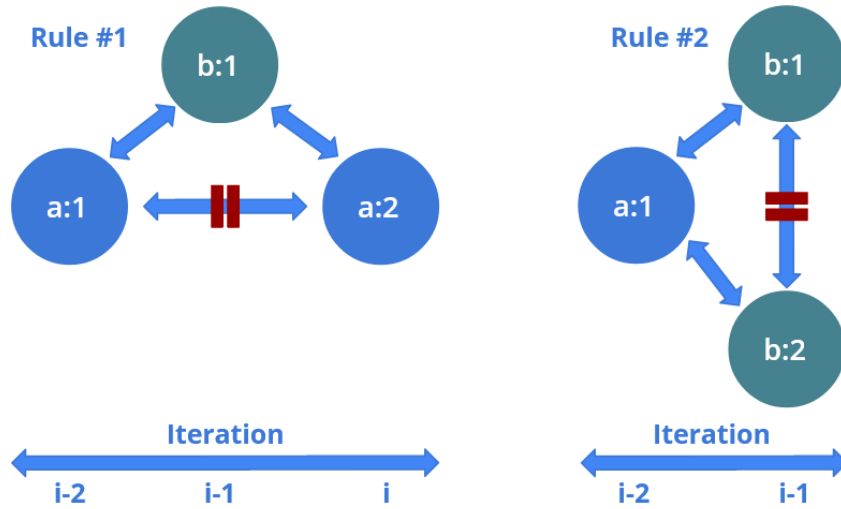 Rule #1
b:1
a:1
a:2
Iteration
i-2 i-1 i
Rule #2
b:1
a:1
b:2
Iteration
i-2 i-1